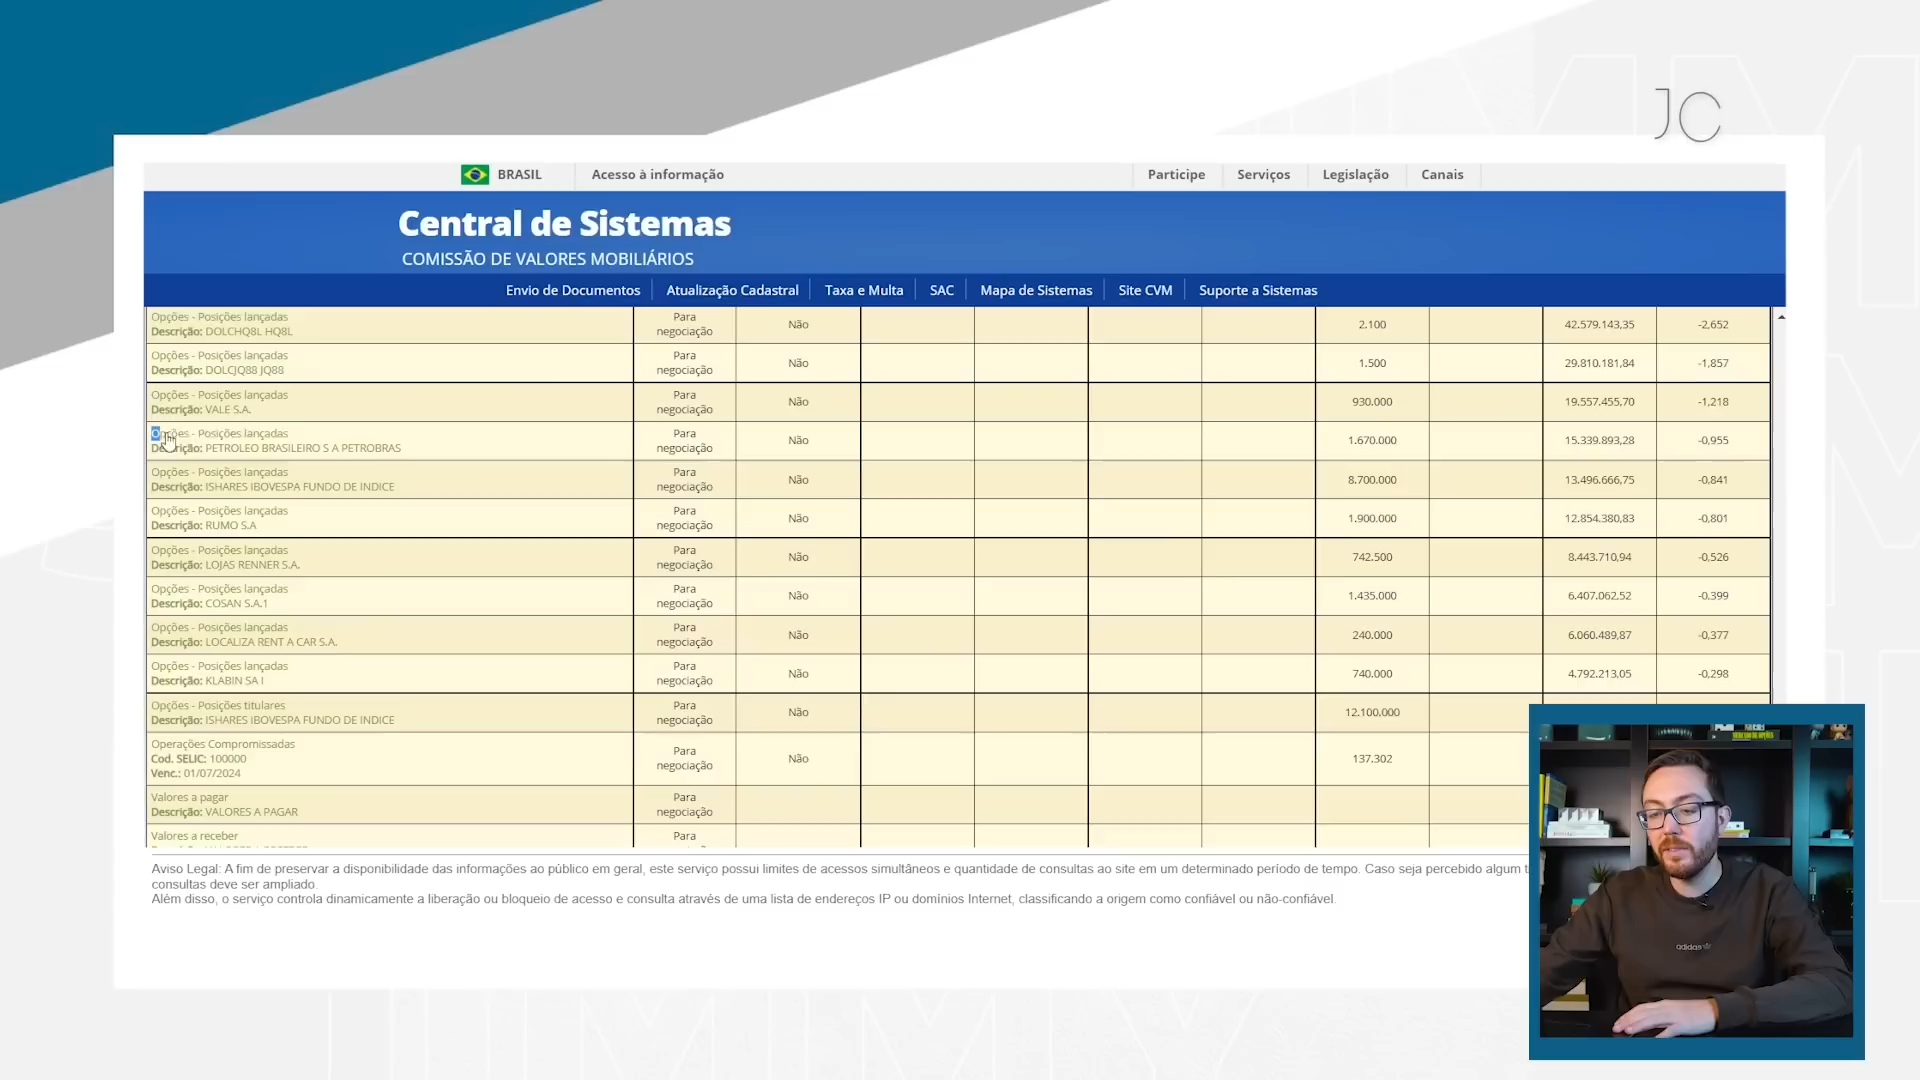 JC
BRASIL Acesso à informação Participe Serviços Legislação Canais
Central de Sistemas
COMISSÃO DE VALORES MOBILIÁRIOS
Envio de Documentos Atualização Cadastral Taxa e Multa SAC Mapa de Sistemas Site CVM Suporte a Sistemas
Opções - Posições lançadas
Descrição: DOLCHQ8L HQ8L
Para negociação Não 2.100 42.579.143,35 -2,652
Opções - Posições lançadas
Descrição: DOLCJQ88 JQ88
Para negociação Não 1.500 29.810.181,84 -1,857
Opções - Posições lançadas
Descrição: VALE S.A.
Para negociação Não 930.000 19.557.455,70 -1,218
Opções - Posições lançadas
Descrição: PETROLEO BRASILEIRO S A PETROBRAS
Para negociação Não 1.670.000 15.339.893,28 -0,955
Opções - Posições lançadas
Descrição: ISHARES IBOVESPA FUNDO DE INDICE
Para negociação Não 8.700.000 13.496.666,75 -0,841
Opções - Posições lançadas
Descrição: RUMO S.A
Para negociação Não 1.900.000 12.854.380,83 -0,801
Opções - Posições lançadas
Descrição: LOJAS RENNER S.A.
Para negociação Não 742.500 8.443.710,94 -0,526
Opções - Posições lançadas
Descrição: COSAN S.A.1
Para negociação Não 1.435.000 6.407.062,52 -0,399
Opções - Posições lançadas
Descrição: LOCALIZA RENT A CAR S.A.
Para negociação Não 240.000 6.060.489,87 -0,377
Opções - Posições lançadas
Descrição: KLABIN SA I
Para negociação Não 740.000 4.792.213,05 -0,298
Opções - Posições titulares
Descrição: ISHARES IBOVESPA FUNDO DE INDICE
Para negociação Não 12.100.000
Operações Compromissadas
Cod. SELIC: 100000
Venc.: 01/07/2024
Para negociação Não 137.302
Valores a pagar
Descrição: VALORES A PAGAR
Para negociação
Valores a receber
Para
Aviso Legal: A fim de preservar a disponibilidade das informações ao público em geral, este serviço possui limites de acessos simultâneos e quantidade de consultas ao site em um determinado período de tempo. Caso seja percebido algum
consultas deve ser ampliado.
Além disso, o serviço controla dinamicamente a liberação ou bloqueio de acesso e consulta através de uma lista de endereços IP ou domínios Internet, classificando a origem como confiável ou não-confiável.
adidas